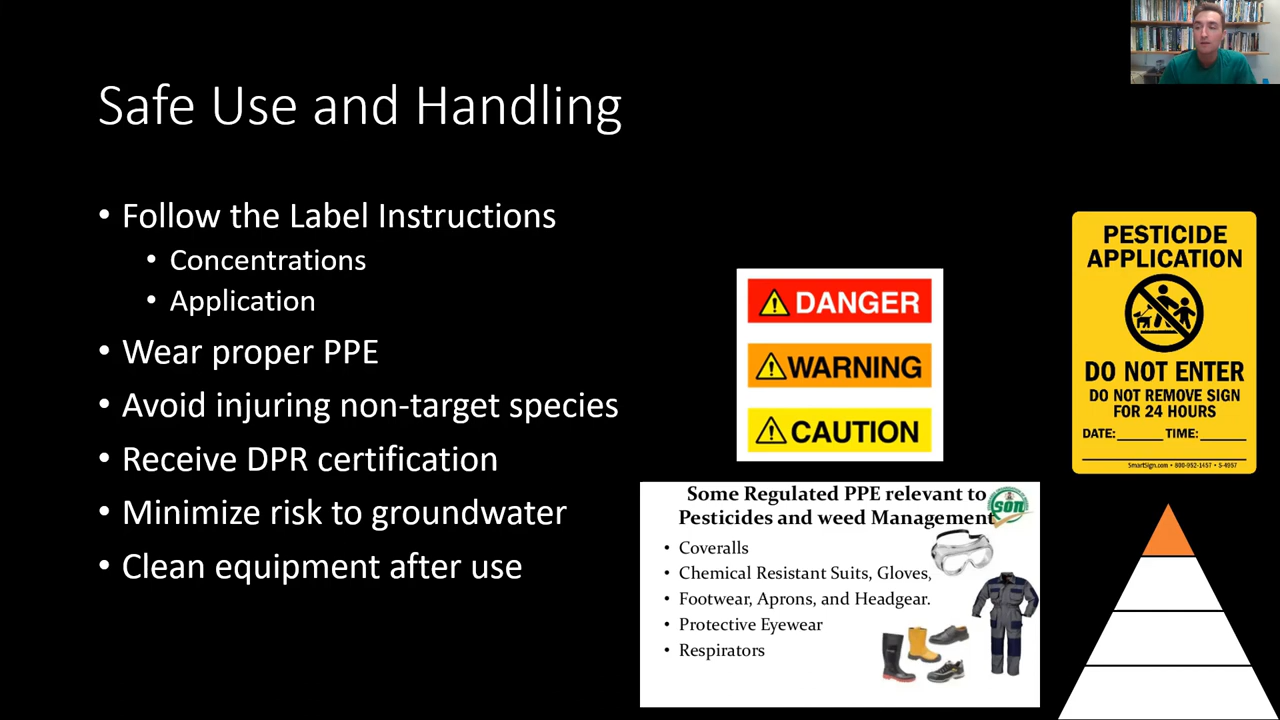 Safe Use and Handling
• Follow the Label Instructions
• Concentrations
• Application
• Wear proper PPE
• Avoid injuring non-target species
• Receive DPR certification
• Minimize risk to groundwater
• Clean equipment after use
DANGER
WARNING
CAUTION
PESTICIDE
APPLICATION
DO NOT ENTER
DO NOT REMOVE SIGN
FOR 24 HOURS
DATE:______ TIME:______
SmartSign.com • 800-952-1457 • S-4957
Some Regulated PPE relevant to
Pesticides and weed Management
SON
• Coveralls
• Chemical Resistant Suits, Gloves,
• Footwear, Aprons, and Headgear.
• Protective Eyewear
• Respirators